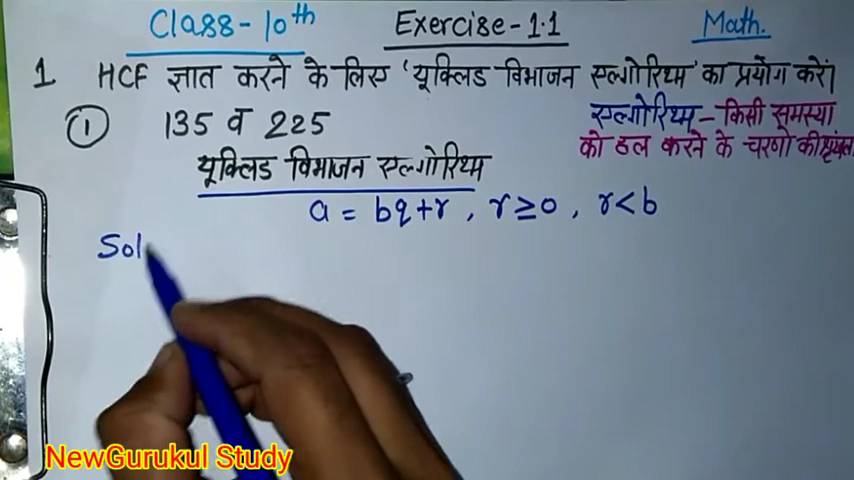 Class-10th Exercise-1.1 Math.
1 HCF ज्ञात करने के लिए 'यूक्लिड विभाजन एल्गोरिथ्म' का प्रयोग करें।
① 135 व 225
एल्गोरिथ्म - किसी समस्या
को हल करने के चरणो की
यूक्लिड विभाजन एल्गोरिथ्म
a = bq+r, r≥0, r<b
Sol
NewGurukul Study